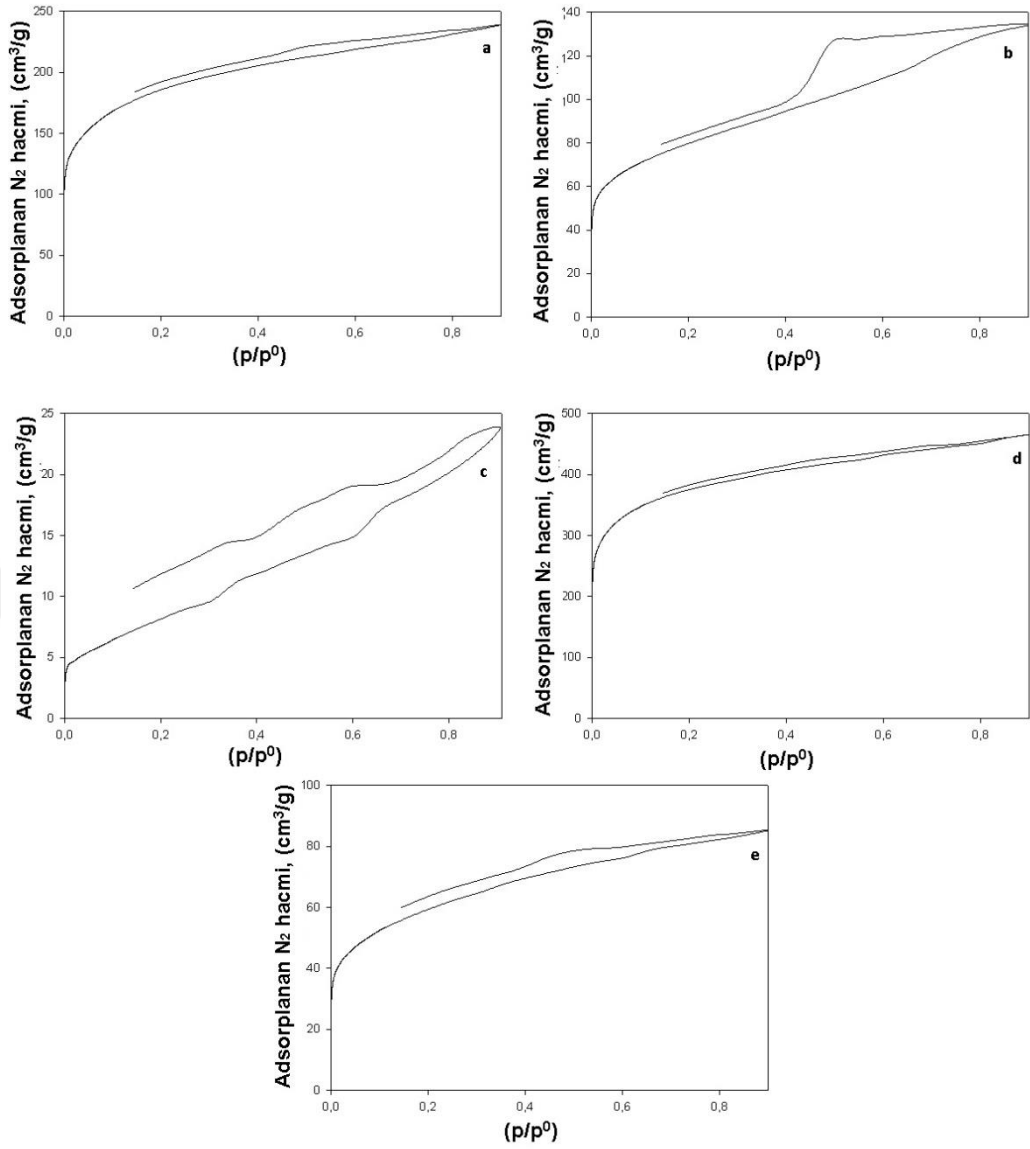 Adsorplanan N₂ hacmi, (cm³/g)
250
200
150
100
50
0
a
0,0 0,2 0,4 0,6 0,8
(p/p⁰)
Adsorplanan N₂ hacmi, (cm³/g)
140
120
100
80
60
40
20
0
b
0,0 0,2 0,4 0,6 0,8
(p/p⁰)
Adsorplanan N₂ hacmi, (cm³/g)
25
20
15
10
5
0
c
0,0 0,2 0,4 0,6 0,8
(p/p⁰)
Adsorplanan N₂ hacmi, (cm³/g)
500
400
300
200
100
0
d
0,0 0,2 0,4 0,6 0,8
(p/p⁰)
Adsorplanan N₂ hacmi, (cm³/g)
100
80
60
40
20
0
e
0,0 0,2 0,4 0,6 0,8
(p/p⁰)